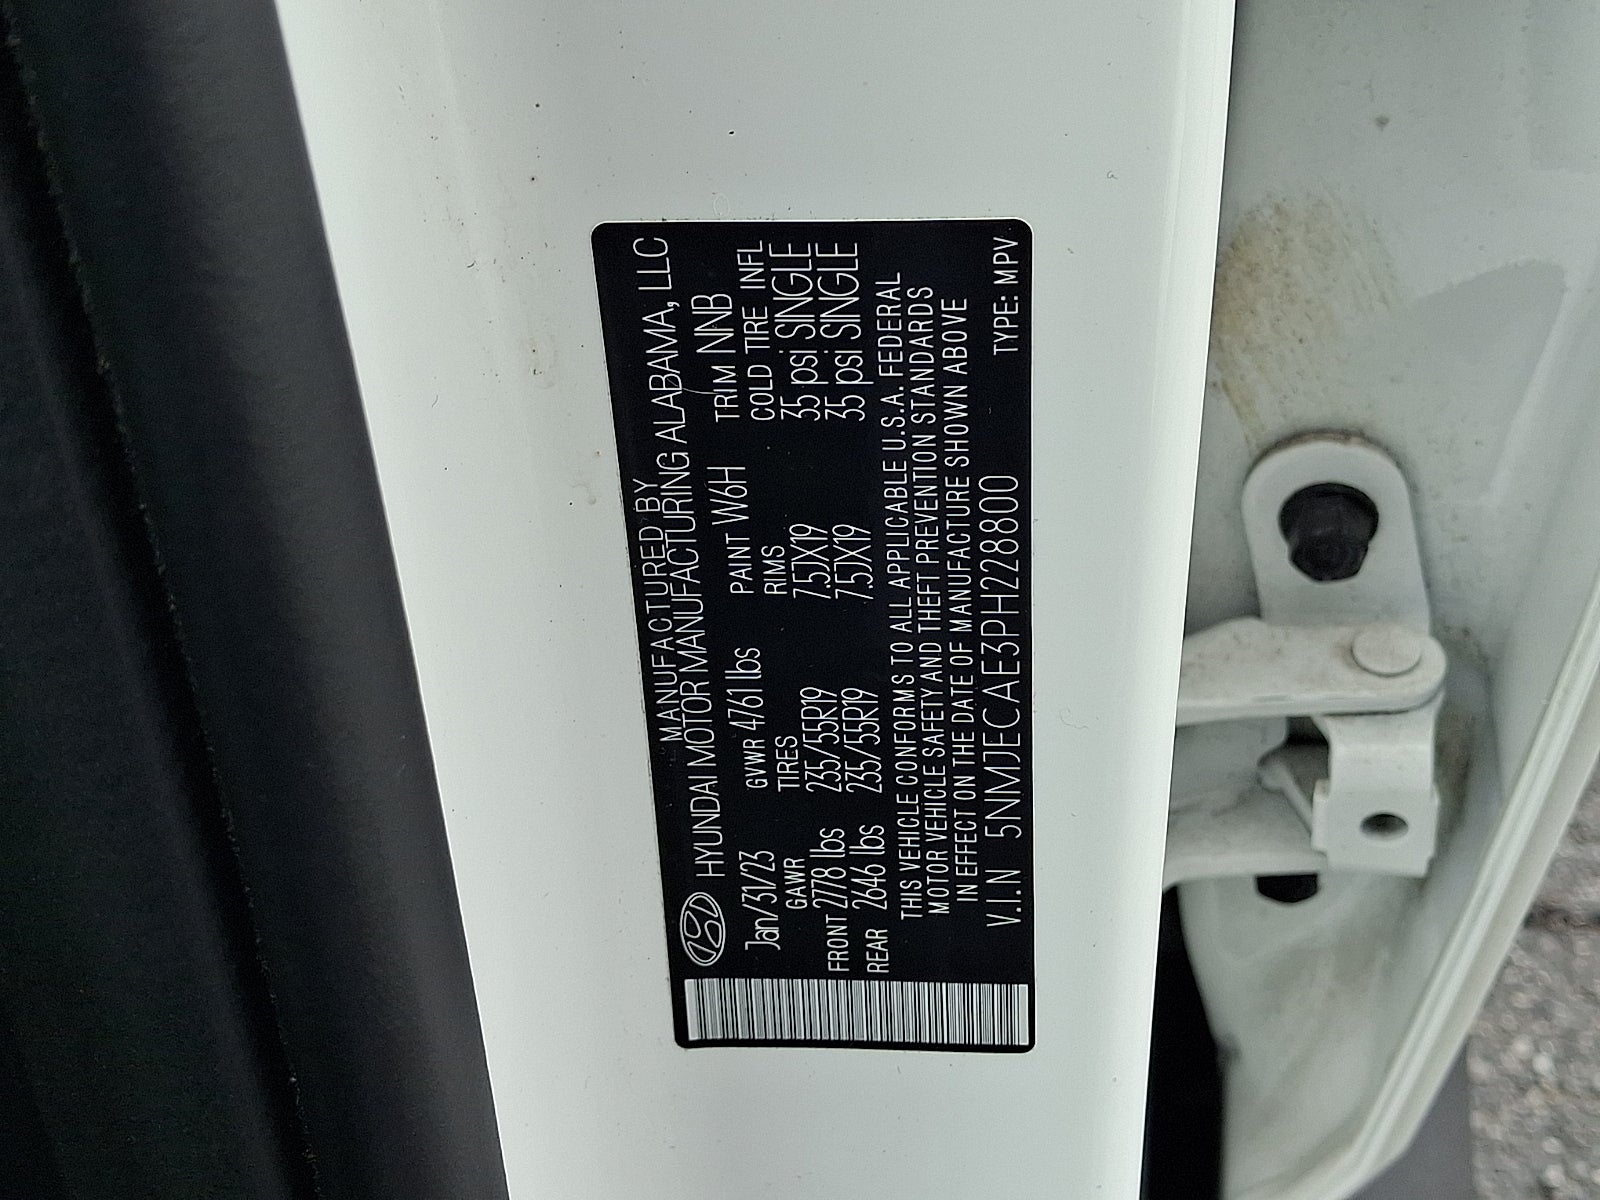 MANUFACTURED BY
HYUNDAI MOTOR MANUFACTURING ALABAMA, LLC
Jan/31/23 GVWR 4761 lbs PAINT W6H TRIM NNB
GAWR TIRES RIMS COLD TIRE INFL
FRONT 2778 lbs 235/55R19 7.5JX19 35 psi SINGLE
REAR 2646 lbs 235/55R19 7.5JX19 35 psi SINGLE
THIS VEHICLE CONFORMS TO ALL APPLICABLE U.S.A. FEDERAL
MOTOR VEHICLE SAFETY AND THEFT PREVENTION STANDARDS
IN EFFECT ON THE DATE OF MANUFACTURE SHOWN ABOVE
V.I.N 5NMJECAE3PH228800 TYPE: MPV